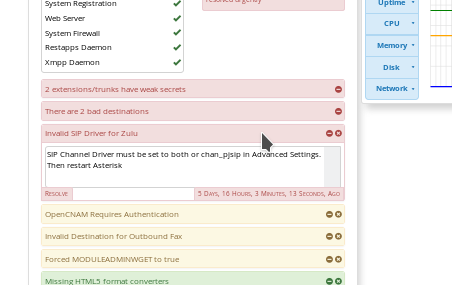 System Registration
resolved urgently
Web Server
System Firewall
Restapps Daemon
Xmpp Daemon
2 extensions/trunks have weak secrets
There are 2 bad destinations
Invalid SIP Driver for Zulu
SIP Channel Driver must be set to both or chan_pjsip in Advanced Settings.
Then restart Asterisk
Resolve
5 Days, 16 Hours, 3 Minutes, 13 Seconds, Ago
OpenCNAM Requires Authentication
Invalid Destination for Outbound Fax
Forced MODULEADMINWGET to true
Missing HTML5 format converters
Uptime
CPU
Memory
Disk
Network